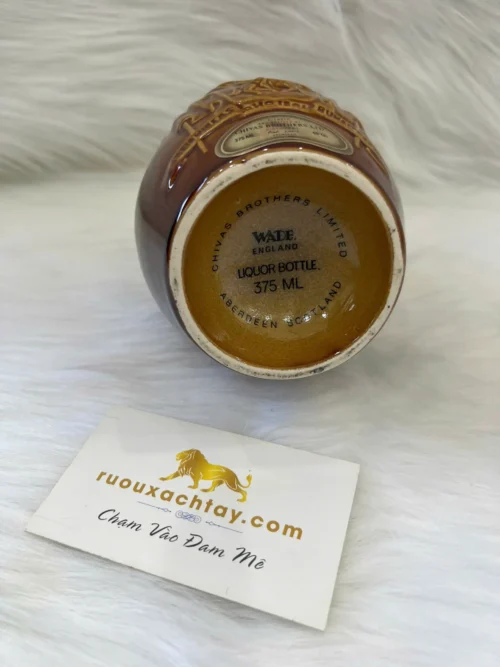 CHIVAS BROTHERS LIMITED
WADE
ENGLAND
LIQUOR BOTTLE.
375 ML
ABERDEEN SCOTLAND
ruouxachtay.com
Chạm Vào Đam Mê